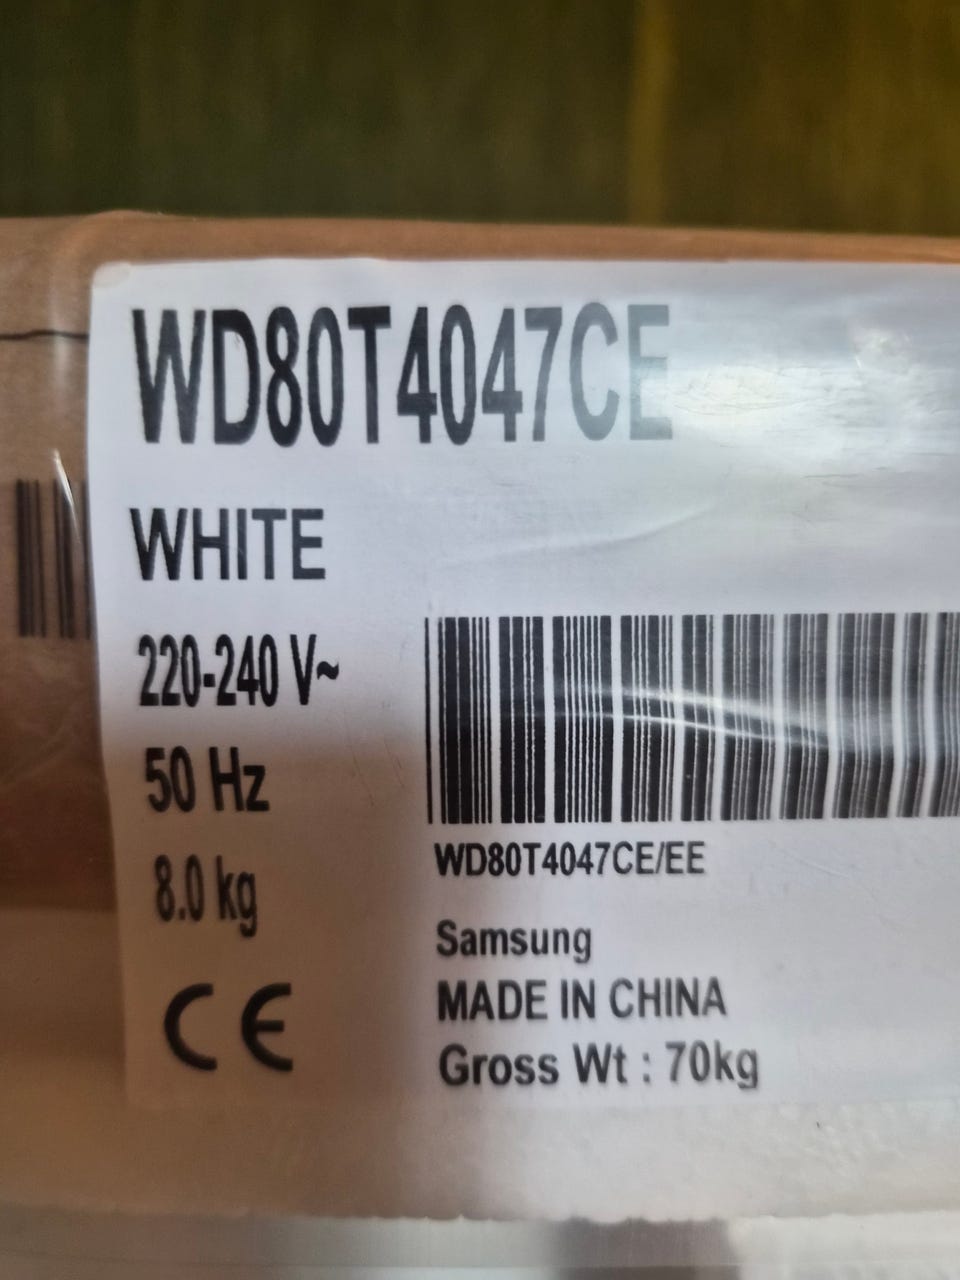 WD80T4047CE
WHITE
220-240 V~
50 Hz
8.0 kg
CE
WD80T4047CE/EE
Samsung
MADE IN CHINA
Gross Wt : 70kg